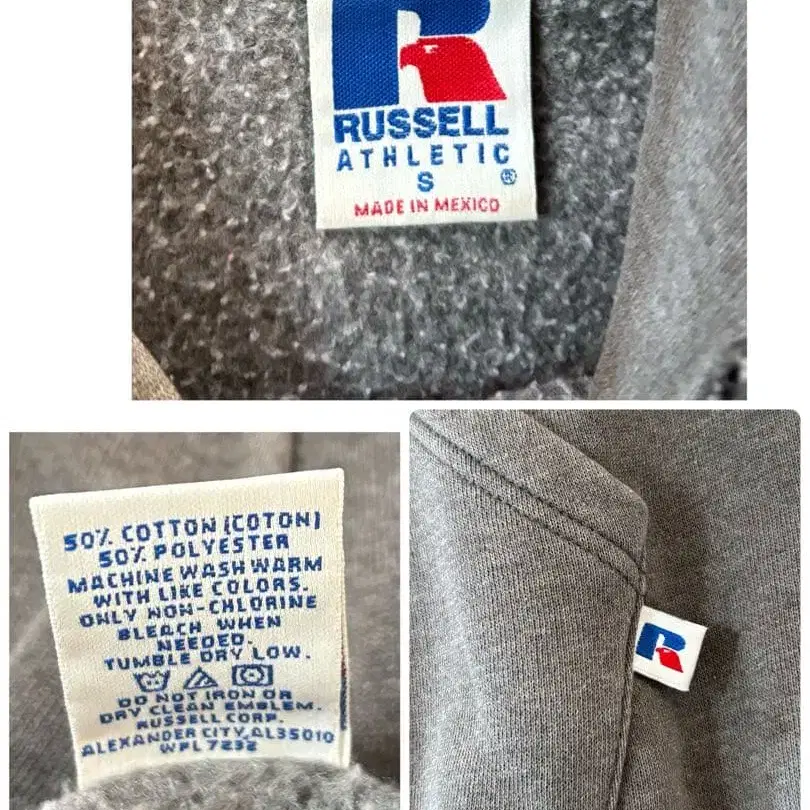 RUSSELL
ATHLETIC
S ®
MADE IN MEXICO
50% COTTON (COTON)
50% POLYESTER
MACHINE WASH WARM
WITH LIKE COLORS.
ONLY NON-CHLORINE
BLEACH WHEN
NEEDED.
TUMBLE DRY LOW.
DO NOT IRON OR
DRY CLEAN EMBLEM.
RUSSELL CORP.
ALEXANDER CITY, AL35010
WPL 7232
R